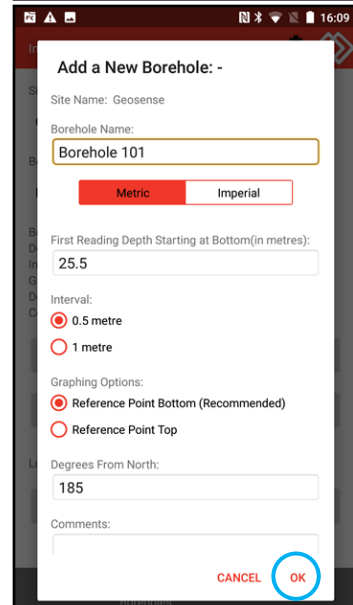 16:09
Add a New Borehole: -
Site Name: Geosense
Borehole Name:
Borehole 101
Metric Imperial
First Reading Depth Starting at Bottom(in metres):
25.5
Interval:
0.5 metre
1 metre
Graphing Options:
Reference Point Bottom (Recommended)
Reference Point Top
Degrees From North:
185
Comments:
CANCEL OK